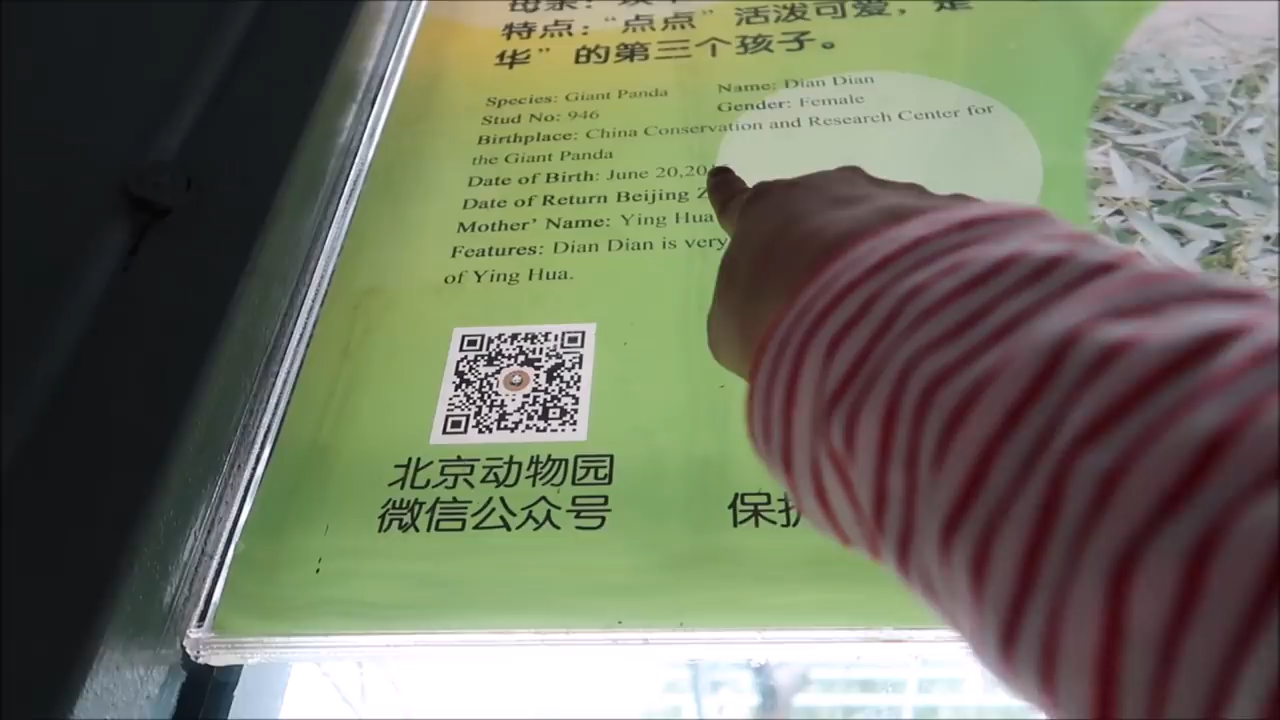 特点：“点点”活泼可爱，是
华”的第三个孩子。
Species: Giant Panda Name: Dian Dian
Stud No: 946 Gender: Female
Birthplace: China Conservation and Research Center for
the Giant Panda
Date of Birth: June 20,20
Date of Return Beijing
Mother' Name: Ying Hua
Features: Dian Dian is very
of Ying Hua.
北京动物园
微信公众号
保护